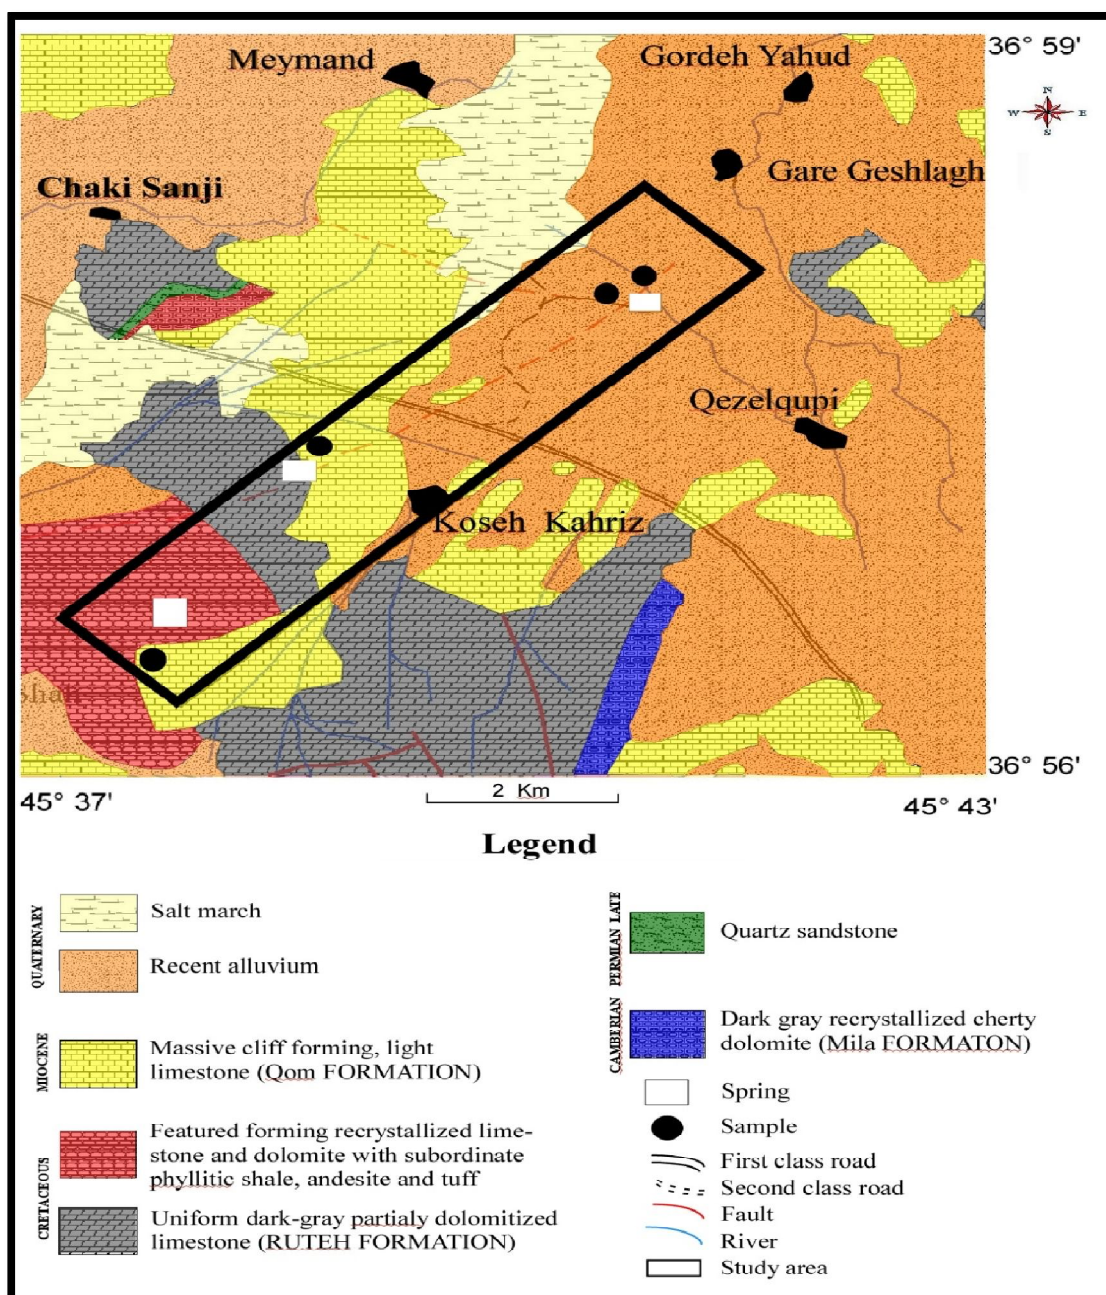 36° 59'
Meymand
Gordeh Yahud
N
W E
S
Gare Geshlagh
Chaki Sanji
Qezelqupi
Koseh Kahriz
36° 56'
45° 37'
2 Km
45° 43'
Legend
QUATERNARY
Salt march
Recent alluvium
MIOCENE
Massive cliff forming, light
limestone (Qom FORMATION)
CRETACEOUS
Featured forming recrystallized lime-
stone and dolomite with subordinate
phyllitic shale, andesite and tuff
Uniform dark-gray partialy dolomitized
limestone (RUTEH FORMATION)
PERMIAN LATE
Quartz sandstone
CAMBERIAN
Dark gray recrystallized cherty
dolomite (Mila FORMATON)
Spring
Sample
First class road
Second class road
Fault
River
Study area